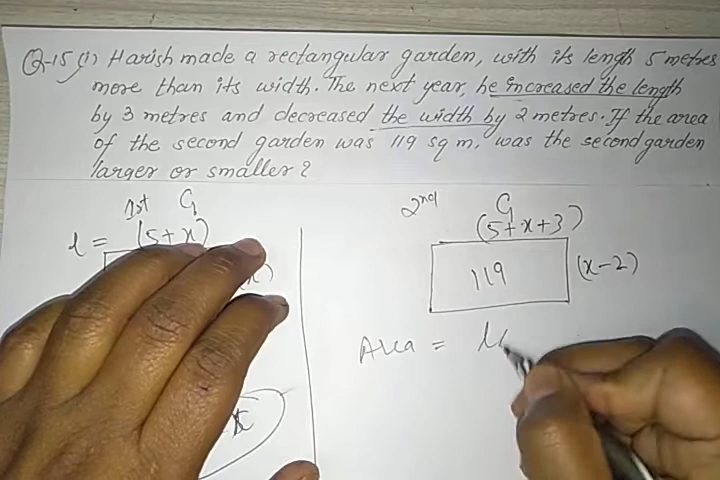 Q-15 (i) Harish made a rectangular garden, with its length 5 metres
more than its width. The next year, he increased the length
by 3 metres and decreased the width by 2 metres. If the area
of the second garden was 119 sq m, was the second garden
larger or smaller?
1st G
l = (5+x)
x)
x
2nd G
(5+x+3)
119
(x-2)
Area =